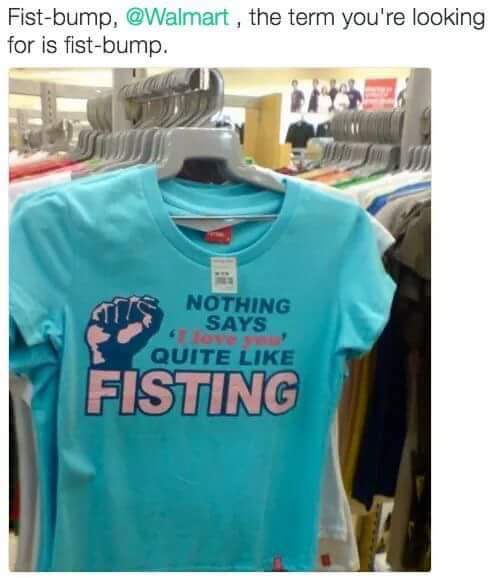 Fist-bump, @Walmart , the term you're looking
for is fist-bump.
NOTHING
SAYS
'I love you'
QUITE LIKE
FISTING